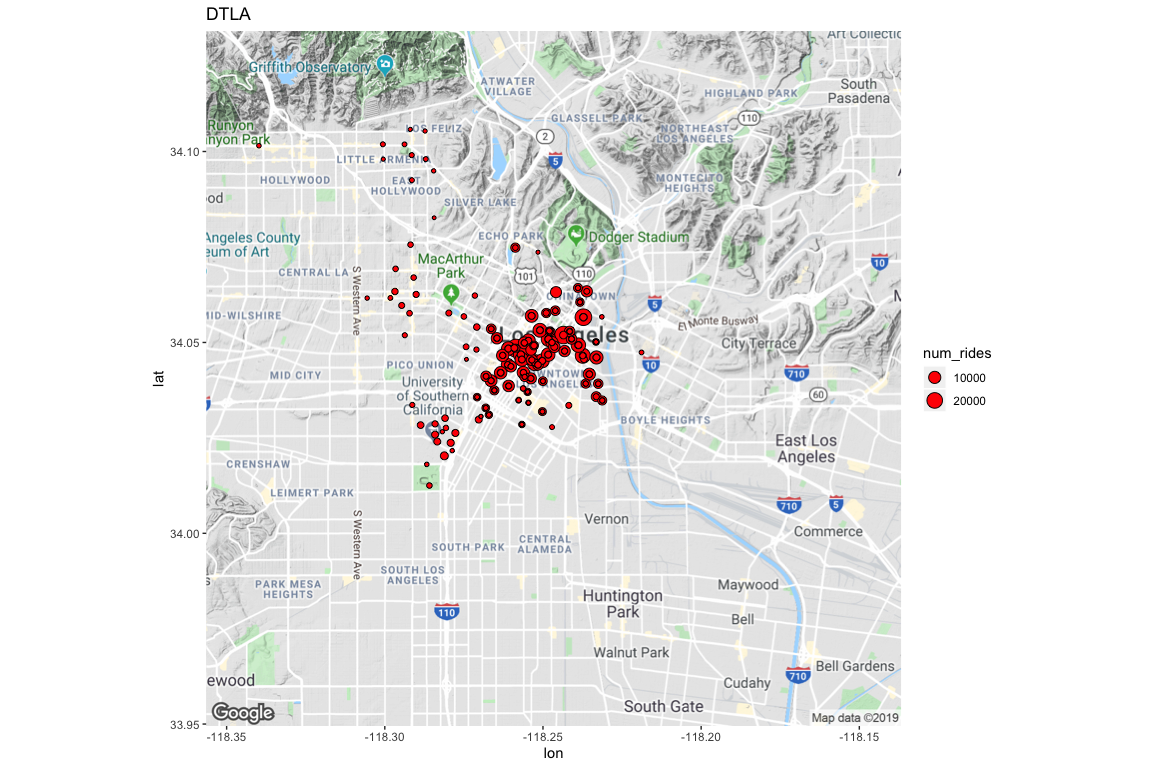 DTLA
Art Collectio
Griffith Observatory
ATWATER
VILLAGE
HIGHLAND PARK
South
Pasadena
GLASSELL PARK
110
Runyon
nyon Park
LOS FELIZ
2
NORTHEAST
LOS ANGELES
34.10
LITTLE ARMENIA
5
HOLLYWOOD
EAST
HOLLYWOOD
MONTECITO
HEIGHTS
ood
SILVER LAKE
Angeles County
eum of Art
ECHO PARK
Dodger Stadium
MacArthur
Park
10
CENTRAL LA
S Western Ave
101
110
CHINATOWN
5
MID-WILSHIRE
El Monte Busway
Los Angeles
34.05
City Terrace
PICO UNION
10
710
MID CITY
DOWNTOWN
LOS ANGELES
University
of Southern
California
60
BOYLE HEIGHTS
East Los
Angeles
CRENSHAW
LEIMERT PARK
710
5
S Western Ave
Vernon
Commerce
34.00
SOUTH PARK
CENTRAL
ALAMEDA
PARK MESA
HEIGHTS
SOUTH LOS
ANGELES
Maywood
Huntington
Park
110
Bell
Walnut Park
Bell Gardens
710
ewood
Cudahy
South Gate
Google
Map data ©2019
33.95
-118.35
-118.30
-118.25
-118.20
-118.15
lon
lat
num_rides
10000
20000